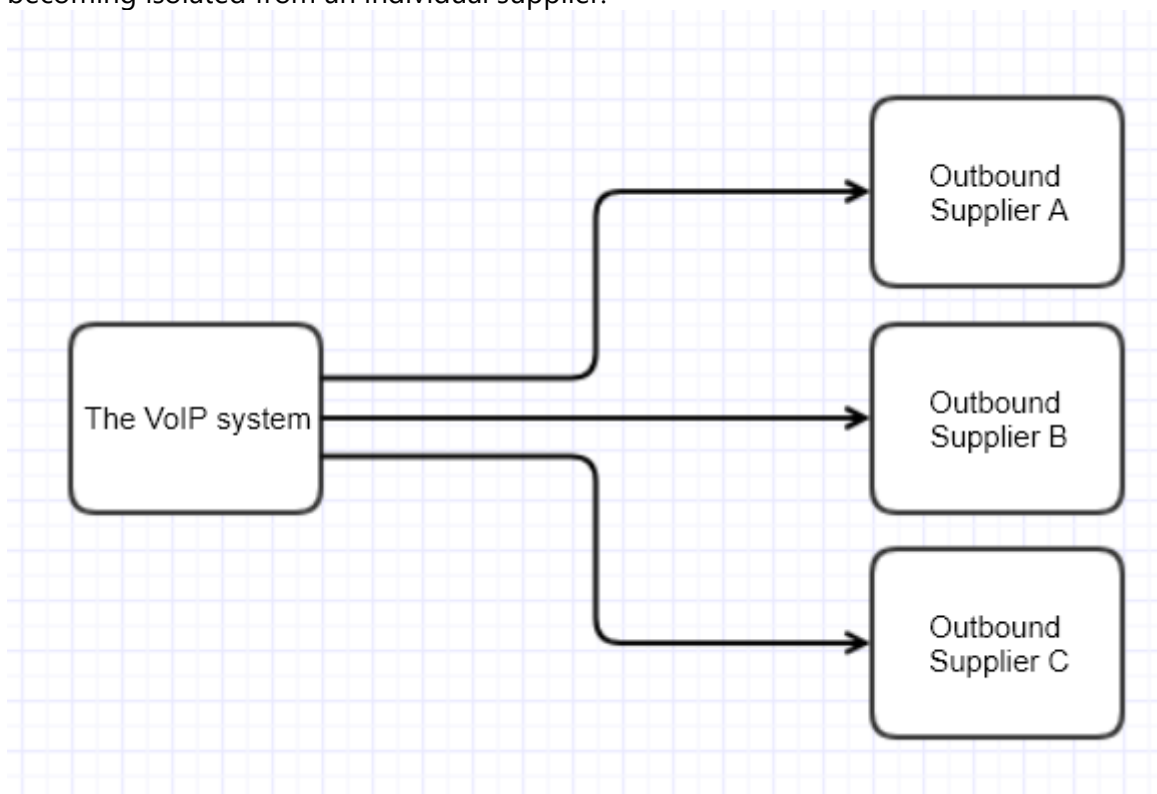 becoming isolated from an individual supplier.
Outbound
Supplier A
The VoIP system
Outbound
Supplier B
Outbound
Supplier C